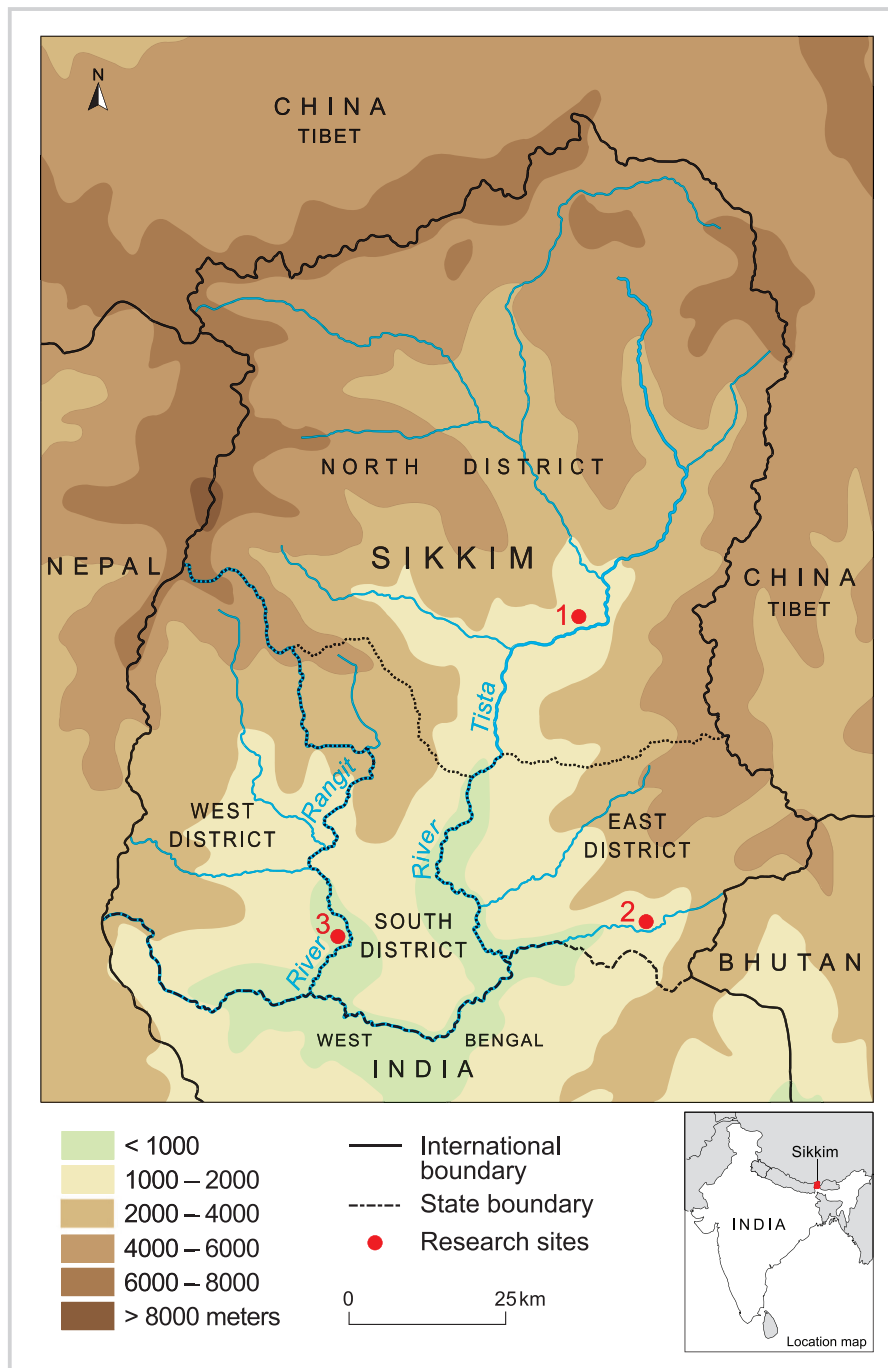 N
CHINA
TIBET
NORTH DISTRICT
SIKKIM
NEPAL
CHINA
TIBET
1
Tista
River
Rangit
River
WEST
DISTRICT
EAST
DISTRICT
2
3
SOUTH
DISTRICT
BHUTAN
WEST BENGAL
INDIA
< 1000
1000 – 2000
2000 – 4000
4000 – 6000
6000 – 8000
> 8000 meters
International
boundary
State boundary
Research sites
0 25 km
Sikkim
INDIA
Location map